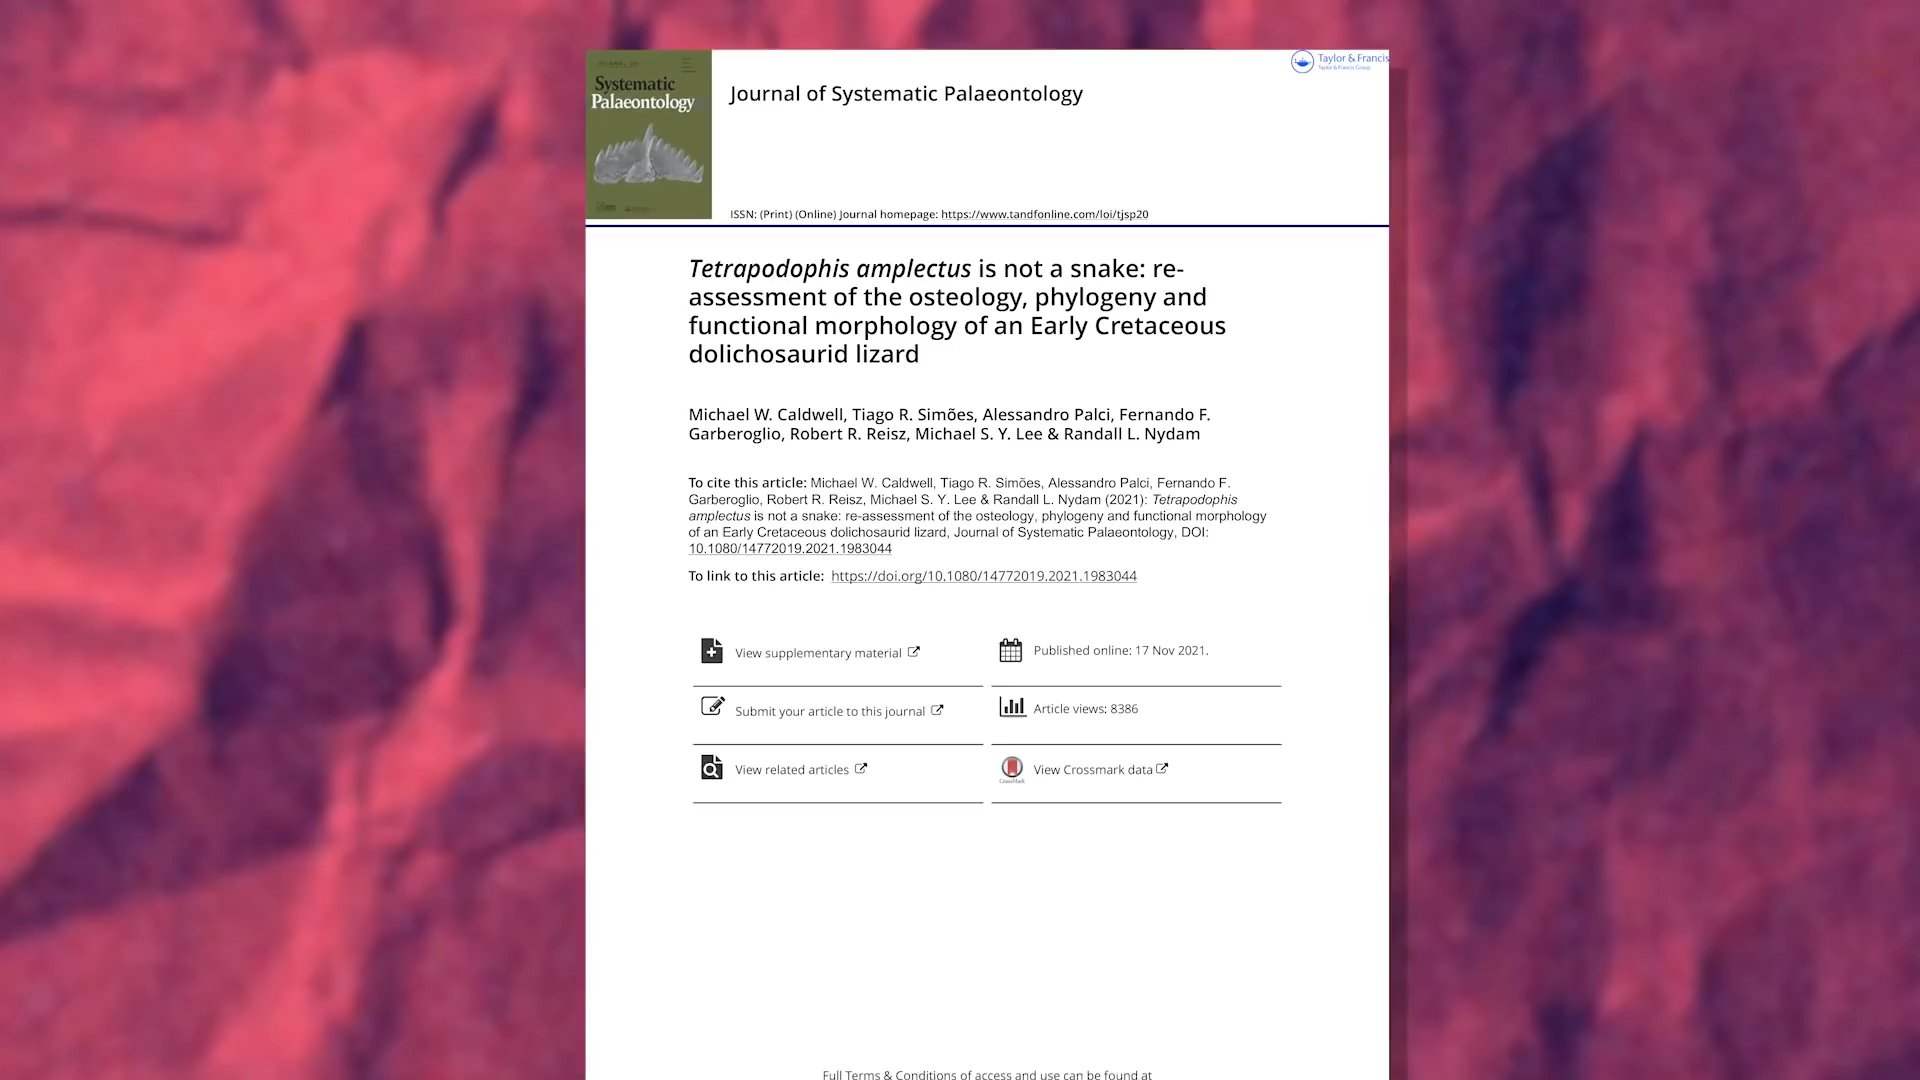 Systematic
Palaeontology
Taylor & Francis
Taylor & Francis Group
Journal of Systematic Palaeontology
ISSN: (Print) (Online) Journal homepage: https://www.tandfonline.com/loi/tjsp20
Tetrapodophis amplectus is not a snake: re-
assessment of the osteology, phylogeny and
functional morphology of an Early Cretaceous
dolichosaurid lizard
Michael W. Caldwell, Tiago R. Simões, Alessandro Palci, Fernando F.
Garberoglio, Robert R. Reisz, Michael S. Y. Lee & Randall L. Nydam
To cite this article: Michael W. Caldwell, Tiago R. Simões, Alessandro Palci, Fernando F.
Garberoglio, Robert R. Reisz, Michael S. Y. Lee & Randall L. Nydam (2021): Tetrapodophis
amplectus is not a snake: re-assessment of the osteology, phylogeny and functional morphology
of an Early Cretaceous dolichosaurid lizard, Journal of Systematic Palaeontology, DOI:
10.1080/14772019.2021.1983044
To link to this article: https://doi.org/10.1080/14772019.2021.1983044
View supplementary material
Published online: 17 Nov 2021.
Submit your article to this journal
Article views: 8386
View related articles
View Crossmark data
CrossMark
Full Terms & Conditions of access and use can be found at